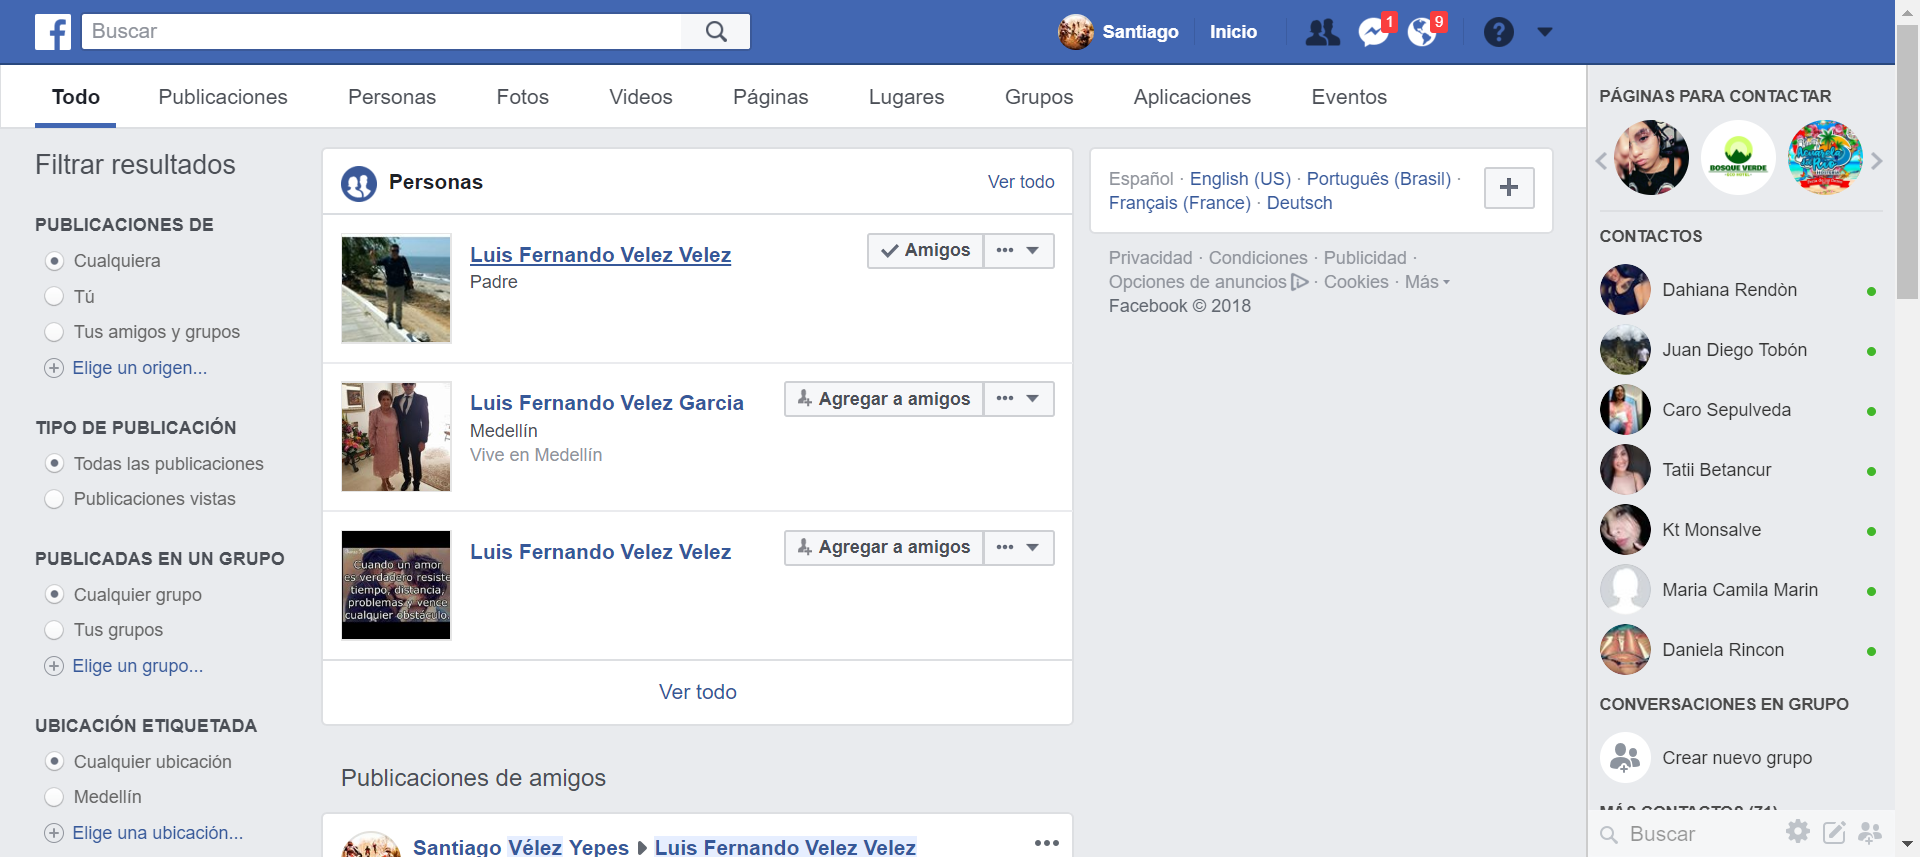 Buscar
Santiago
Inicio
1
9
Todo
Publicaciones
Personas
Fotos
Videos
Páginas
Lugares
Grupos
Aplicaciones
Eventos
Filtrar resultados
PUBLICACIONES DE
Cualquiera
Tú
Tus amigos y grupos
Elige un origen...
TIPO DE PUBLICACIÓN
Todas las publicaciones
Publicaciones vistas
PUBLICADAS EN UN GRUPO
Cualquier grupo
Tus grupos
Elige un grupo...
UBICACIÓN ETIQUETADA
Cualquier ubicación
Medellín
Elige una ubicación...
Personas
Ver todo
Luis Fernando Velez Velez
Padre
Amigos
Luis Fernando Velez Garcia
Medellín
Vive en Medellín
Agregar a amigos
Cuando un amor
es verdadero resiste
tiempo, distancia,
problemas y vence
cualquier obstáculo.
Luis Fernando Velez Velez
Agregar a amigos
Ver todo
Publicaciones de amigos
Santiago Vélez Yepes Luis Fernando Velez Velez
Español · English (US) · Português (Brasil) ·
Français (France) · Deutsch
Privacidad · Condiciones · Publicidad ·
Opciones de anuncios · Cookies · Más
Facebook © 2018
PÁGINAS PARA CONTACTAR
BOSQUE VERDE
CONTACTOS
Dahiana Rendòn
Juan Diego Tobón
Caro Sepulveda
Tatii Betancur
Kt Monsalve
Maria Camila Marin
Daniela Rincon
CONVERSACIONES EN GRUPO
Crear nuevo grupo
MÁS CONTACTOS (71)
Buscar